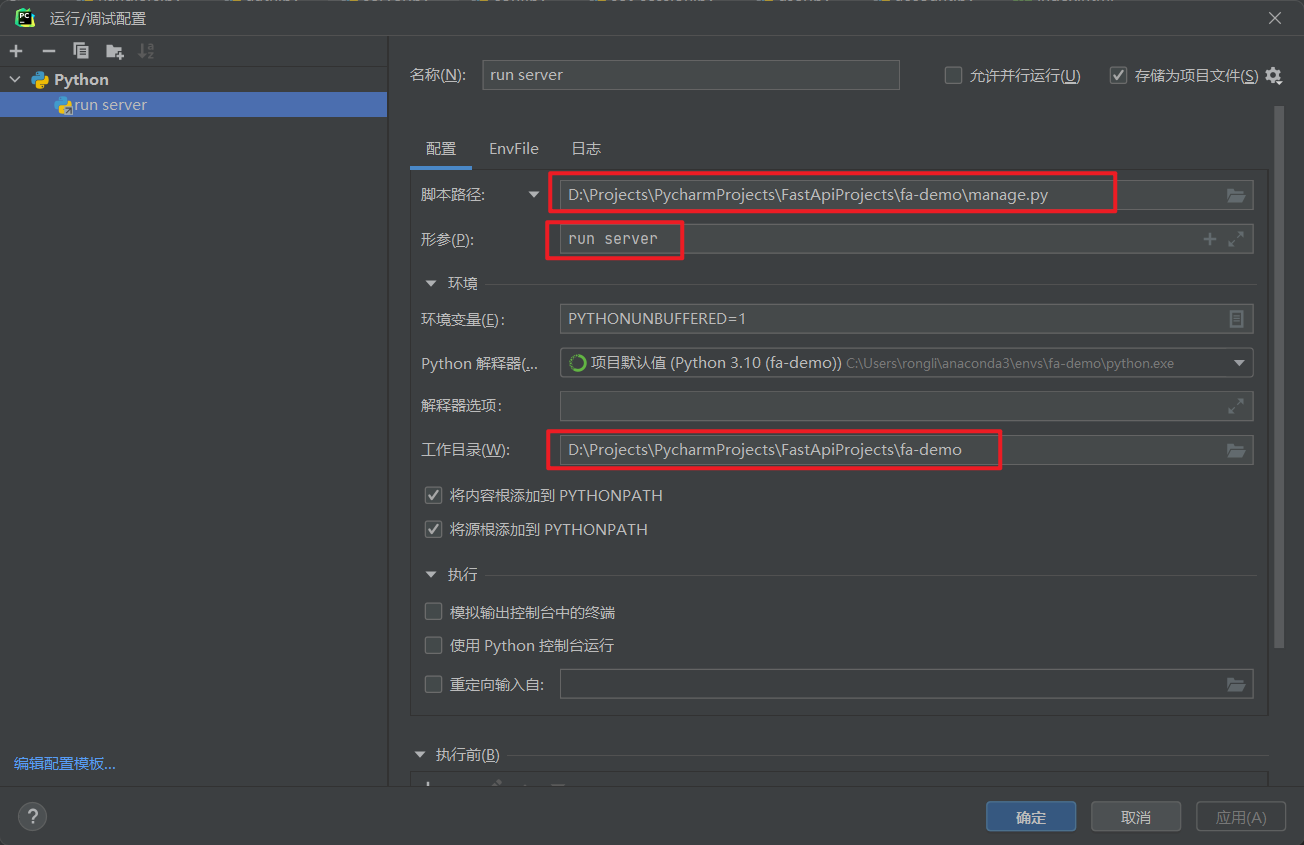 运行/调试配置
Python
run server
名称(N):
run server
允许并行运行(U)
存储为项目文件(S)
配置
EnvFile
日志
脚本路径:
D:\Projects\PycharmProjects\FastApiProjects\fa-demo\manage.py
形参(P):
run server
环境
环境变量(E):
PYTHONUNBUFFERED=1
Python 解释器(...
项目默认值 (Python 3.10 (fa-demo)) C:\Users\rongli\anaconda3\envs\fa-demo\python.exe
解释器选项:
工作目录(W):
D:\Projects\PycharmProjects\FastApiProjects\fa-demo
将内容根添加到 PYTHONPATH
将源根添加到 PYTHONPATH
执行
模拟输出控制台中的终端
使用 Python 控制台运行
重定向输入自:
执行前(B)
编辑配置模板...
?
确定
取消
应用(A)